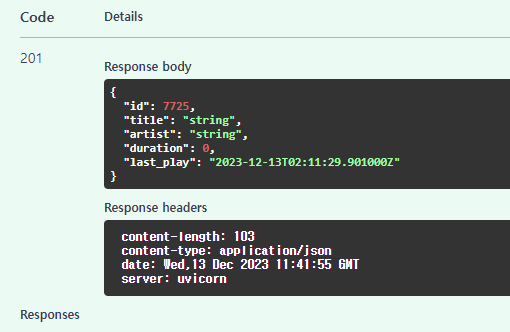 Code Details
201
Response body
{
"id": 7725,
"title": "string",
"artist": "string",
"duration": 0,
"last_play": "2023-12-13T02:11:29.901000Z"
}
Response headers
content-length: 103
content-type: application/json
date: Wed,13 Dec 2023 11:41:55 GMT
server: uvicorn
Responses